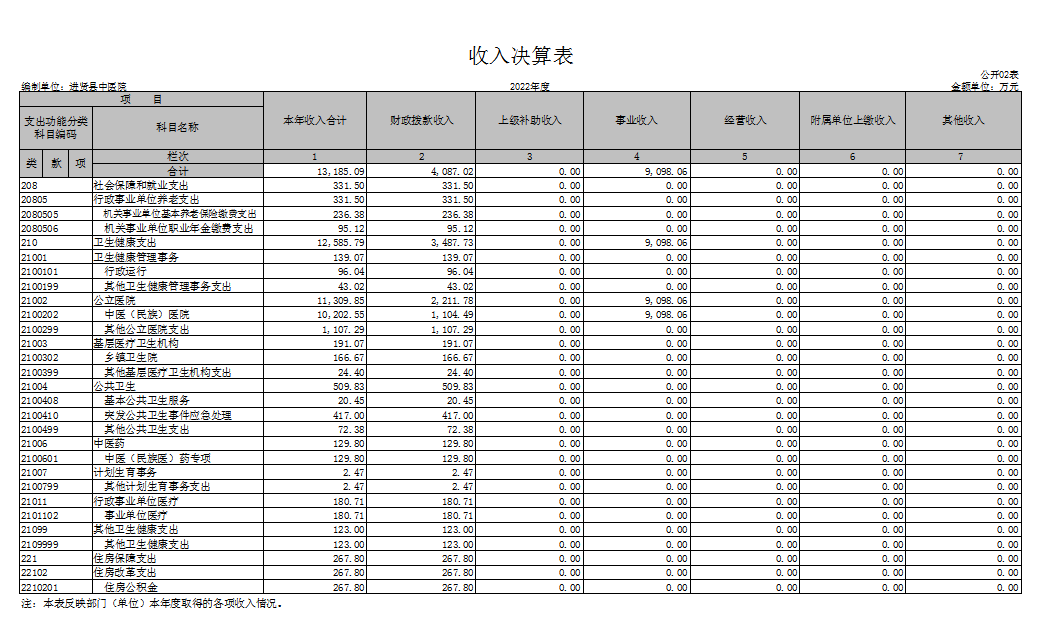 收入决算表
公开02表
编制单位：进贤县中医院 2022年度 金额单位：万元
项 目 本年收入合计 财政拨款收入 上级补助收入 事业收入 经营收入 附属单位上缴收入 其他收入
支出功能分类科目编码 科目名称
类 款 项 栏次 1 2 3 4 5 6 7
合计 13,185.09 4,087.02 0.00 9,098.06 0.00 0.00 0.00
208 社会保障和就业支出 331.50 331.50 0.00 0.00 0.00 0.00 0.00
20805 行政事业单位养老支出 331.50 331.50 0.00 0.00 0.00 0.00 0.00
2080505 机关事业单位基本养老保险缴费支出 236.38 236.38 0.00 0.00 0.00 0.00 0.00
2080506 机关事业单位职业年金缴费支出 95.12 95.12 0.00 0.00 0.00 0.00 0.00
210 卫生健康支出 12,585.79 3,487.73 0.00 9,098.06 0.00 0.00 0.00
21001 卫生健康管理事务 139.07 139.07 0.00 0.00 0.00 0.00 0.00
2100101 行政运行 96.04 96.04 0.00 0.00 0.00 0.00 0.00
2100199 其他卫生健康管理事务支出 43.02 43.02 0.00 0.00 0.00 0.00 0.00
21002 公立医院 11,309.85 2,211.78 0.00 9,098.06 0.00 0.00 0.00
2100202 中医（民族）医院 10,202.55 1,104.49 0.00 9,098.06 0.00 0.00 0.00
2100299 其他公立医院支出 1,107.29 1,107.29 0.00 0.00 0.00 0.00 0.00
21003 基层医疗卫生机构 191.07 191.07 0.00 0.00 0.00 0.00 0.00
2100302 乡镇卫生院 166.67 166.67 0.00 0.00 0.00 0.00 0.00
2100399 其他基层医疗卫生机构支出 24.40 24.40 0.00 0.00 0.00 0.00 0.00
21004 公共卫生 509.83 509.83 0.00 0.00 0.00 0.00 0.00
2100408 基本公共卫生服务 20.45 20.45 0.00 0.00 0.00 0.00 0.00
2100410 突发公共卫生事件应急处理 417.00 417.00 0.00 0.00 0.00 0.00 0.00
2100499 其他公共卫生支出 72.38 72.38 0.00 0.00 0.00 0.00 0.00
21006 中医药 129.80 129.80 0.00 0.00 0.00 0.00 0.00
2100601 中医（民族医）药专项 129.80 129.80 0.00 0.00 0.00 0.00 0.00
21007 计划生育事务 2.47 2.47 0.00 0.00 0.00 0.00 0.00
2100799 其他计划生育事务支出 2.47 2.47 0.00 0.00 0.00 0.00 0.00
21011 行政事业单位医疗 180.71 180.71 0.00 0.00 0.00 0.00 0.00
2101102 事业单位医疗 180.71 180.71 0.00 0.00 0.00 0.00 0.00
21099 其他卫生健康支出 123.00 123.00 0.00 0.00 0.00 0.00 0.00
2109999 其他卫生健康支出 123.00 123.00 0.00 0.00 0.00 0.00 0.00
221 住房保障支出 267.80 267.80 0.00 0.00 0.00 0.00 0.00
22102 住房改革支出 267.80 267.80 0.00 0.00 0.00 0.00 0.00
2210201 住房公积金 267.80 267.80 0.00 0.00 0.00 0.00 0.00
注：本表反映部门（单位）本年度取得的各项收入情况。